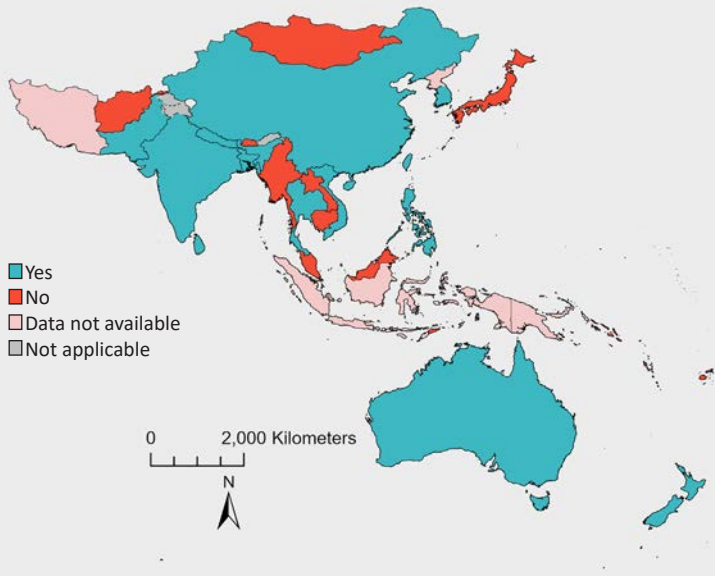 Yes
No
Data not available
Not applicable
0 2,000 Kilometers
N